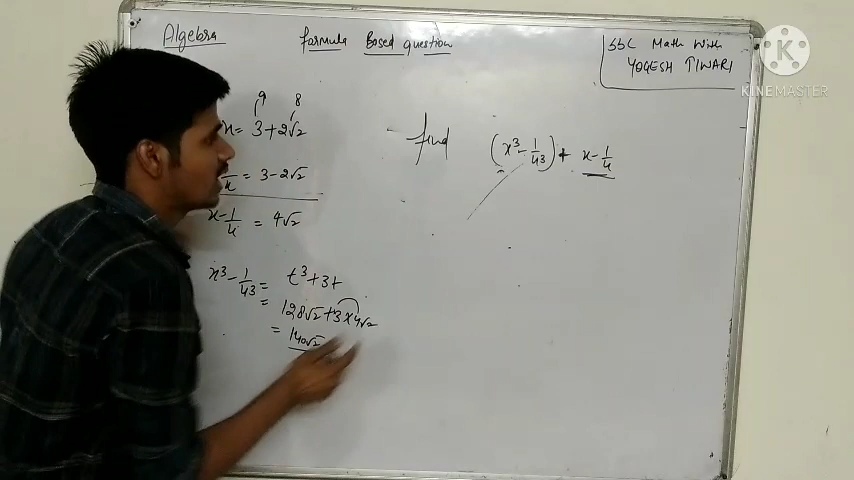 Algebra
Formula Based question
SSC Math With
YOGESH TIWARI
KINEMASTER
9 8
x = 3 + 2√2
1/x = 3 - 2√2
x - 1/x = 4√2
find (x³ - 1/x³) + x - 1/x
x³ - 1/x³ = t³ + 3t
= 128√2 + 3 × 4√2
= 140√2